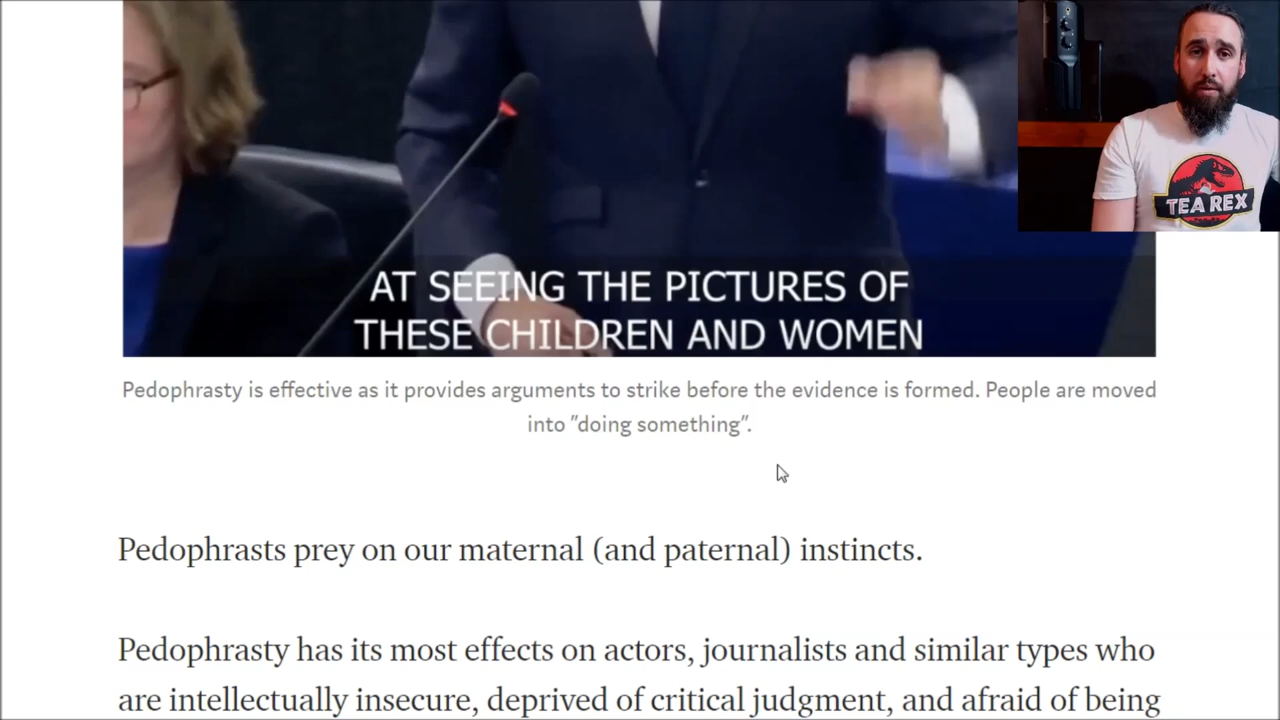 TEA REX
AT SEEING THE PICTURES OF
THESE CHILDREN AND WOMEN
Pedophrasty is effective as it provides arguments to strike before the evidence is formed. People are moved
into "doing something".
Pedophrasts prey on our maternal (and paternal) instincts.
Pedophrasty has its most effects on actors, journalists and similar types who
are intellectually insecure, deprived of critical judgment, and afraid of being